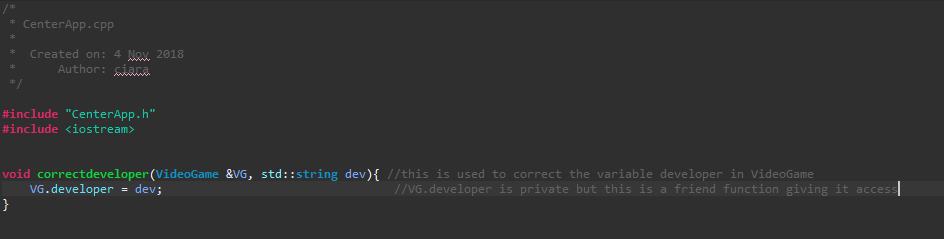 /*
 * CenterApp.cpp
 *
 *  Created on: 4 Nov 2018
 *      Author: ciara
 */
#include "CenterApp.h"
#include <iostream>
void correctdeveloper(VideoGame &VG, std::string dev){ //this is used to correct the variable developer in VideoGame
    VG.developer = dev;                                 //VG.developer is private but this is a friend function giving it access
}